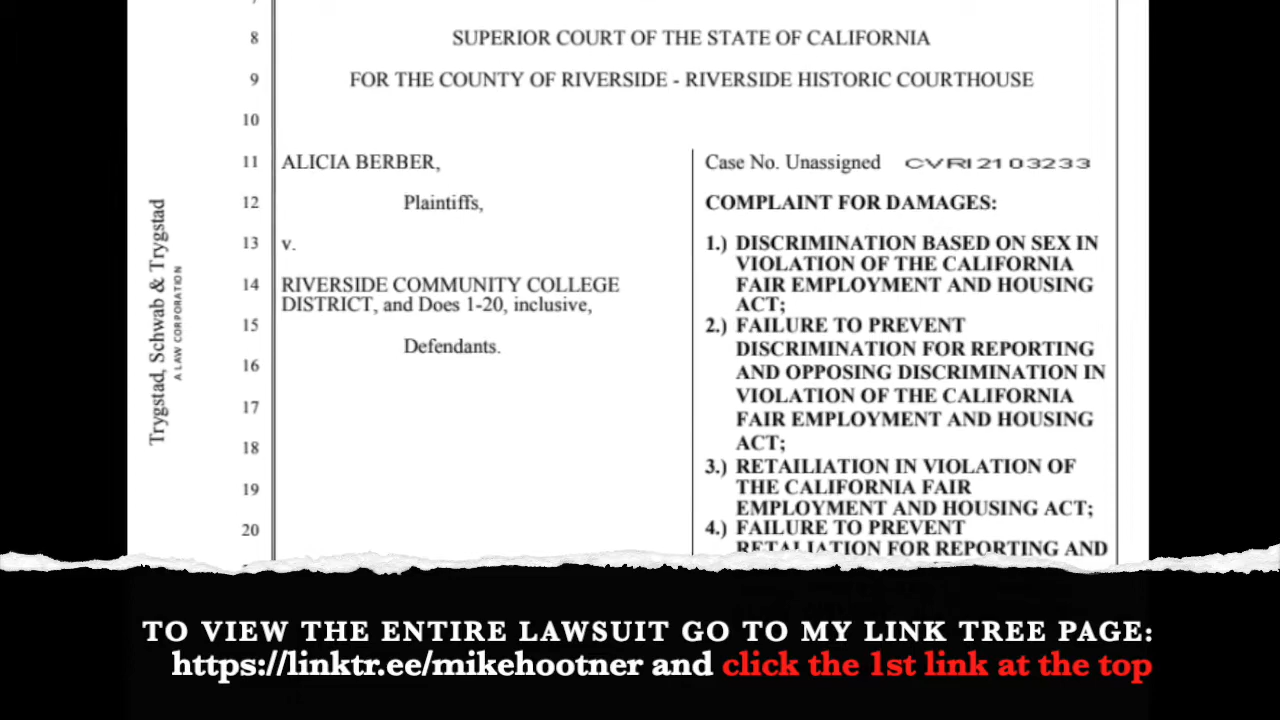 8 SUPERIOR COURT OF THE STATE OF CALIFORNIA
9 FOR THE COUNTY OF RIVERSIDE - RIVERSIDE HISTORIC COURTHOUSE
10
Trygstad, Schwab & Trygstad
A LAW CORPORATION
11 ALICIA BERBER,
12 Plaintiffs,
13 v.
14 RIVERSIDE COMMUNITY COLLEGE
DISTRICT, and Does 1-20, inclusive,
15
Defendants.
16
17
18
19
20
Case No. Unassigned CVRI2103233
COMPLAINT FOR DAMAGES:
1.) DISCRIMINATION BASED ON SEX IN
VIOLATION OF THE CALIFORNIA
FAIR EMPLOYMENT AND HOUSING
ACT;
2.) FAILURE TO PREVENT
DISCRIMINATION FOR REPORTING
AND OPPOSING DISCRIMINATION IN
VIOLATION OF THE CALIFORNIA
FAIR EMPLOYMENT AND HOUSING
ACT;
3.) RETAILIATION IN VIOLATION OF
THE CALIFORNIA FAIR
EMPLOYMENT AND HOUSING ACT;
4.) FAILURE TO PREVENT
RETALIATION FOR REPORTING AND
TO VIEW THE ENTIRE LAWSUIT GO TO MY LINK TREE PAGE:
https://linktr.ee/mikehootner and click the 1st link at the top